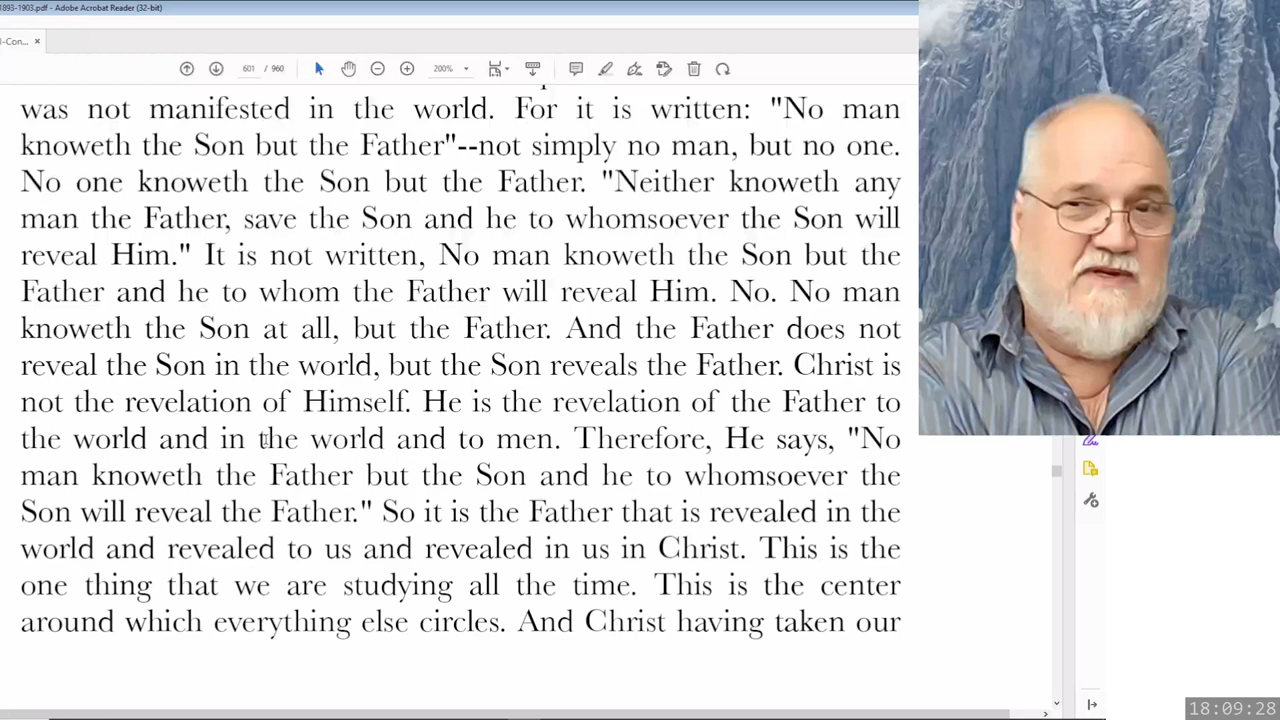 1893-1903.pdf - Adobe Acrobat Reader (32-bit)
l-Con... ×
601 / 960 200%
was not manifested in the world. For it is written: "No man
knoweth the Son but the Father"--not simply no man, but no one.
No one knoweth the Son but the Father. "Neither knoweth any
man the Father, save the Son and he to whomsoever the Son will
reveal Him." It is not written, No man knoweth the Son but the
Father and he to whom the Father will reveal Him. No. No man
knoweth the Son at all, but the Father. And the Father does not
reveal the Son in the world, but the Son reveals the Father. Christ is
not the revelation of Himself. He is the revelation of the Father to
the world and in the world and to men. Therefore, He says, "No
man knoweth the Father but the Son and he to whomsoever the
Son will reveal the Father." So it is the Father that is revealed in the
world and revealed to us and revealed in us in Christ. This is the
one thing that we are studying all the time. This is the center
around which everything else circles. And Christ having taken our
18:09:28